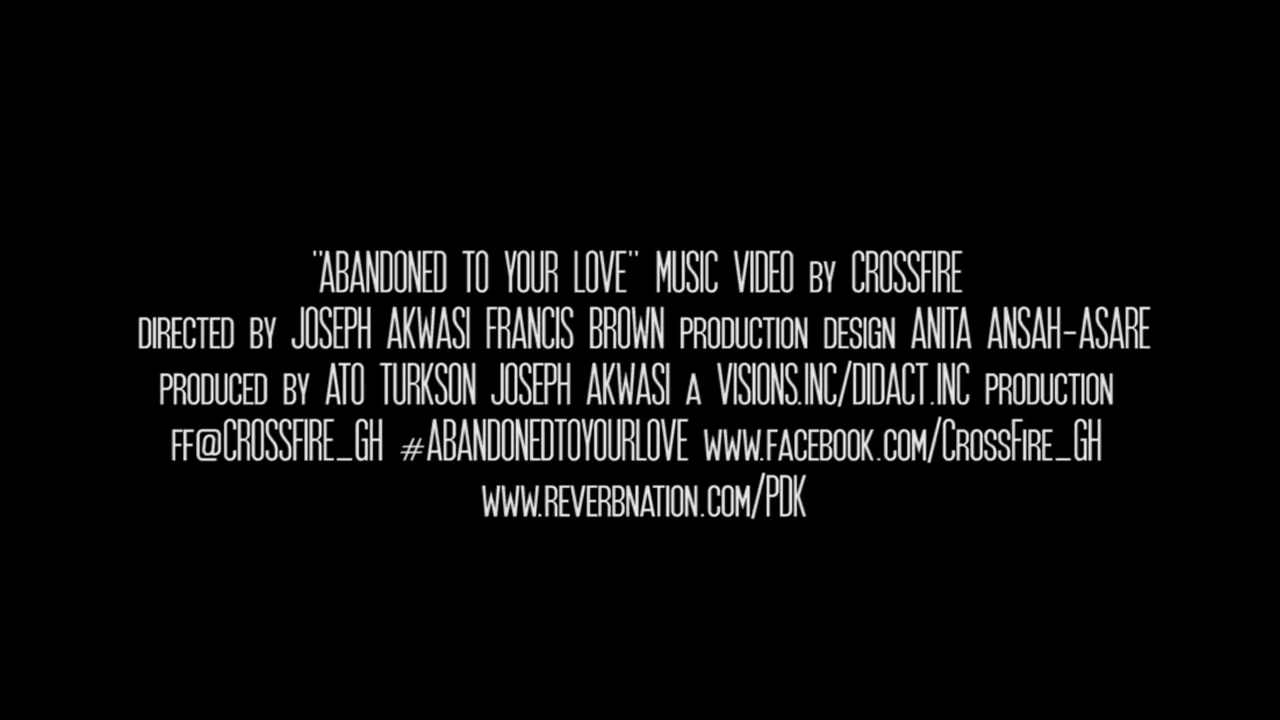 "ABANDONED TO YOUR LOVE" MUSIC VIDEO BY CROSSFIRE
DIRECTED BY JOSEPH AKWASI FRANCIS BROWN PRODUCTION DESIGN ANITA ANSAH-ASARE
PRODUCED BY ATO TURKSON JOSEPH AKWASI A VISIONS.INC/DIDACT.INC PRODUCTION
FF@CROSSFIRE_GH #ABANDONEDTOYOURLOVE WWW.FACEBOOK.COM/CROSSFIRE_GH
WWW.REVERBNATION.COM/PDK